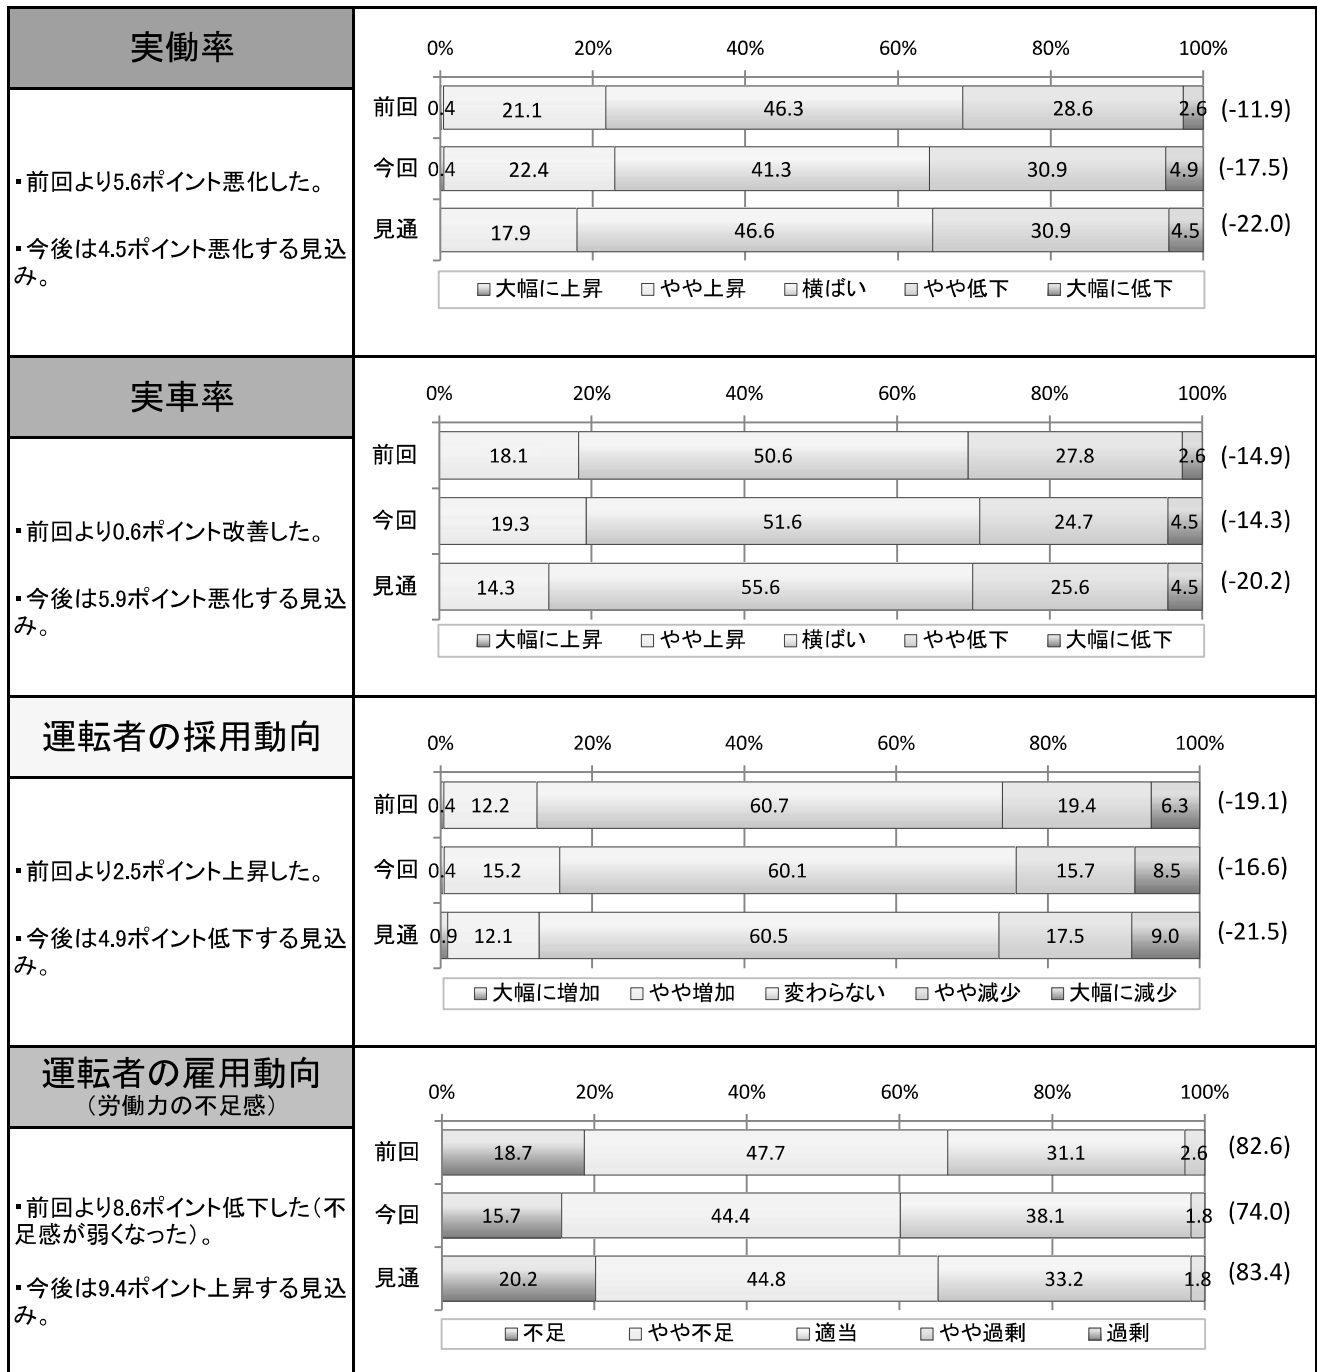 実働率
・前回より5.6ポイント悪化した。
・今後は4.5ポイント悪化する見込
み。
0% 20% 40% 60% 80% 100%
前回 0.4 21.1 46.3 28.6 2.6 (-11.9)
今回 0.4 22.4 41.3 30.9 4.9 (-17.5)
見通 17.9 46.6 30.9 4.5 (-22.0)
大幅に上昇 やや上昇 横ばい やや低下 大幅に低下
実車率
・前回より0.6ポイント改善した。
・今後は5.9ポイント悪化する見込
み。
0% 20% 40% 60% 80% 100%
前回 18.1 50.6 27.8 2.6 (-14.9)
今回 19.3 51.6 24.7 4.5 (-14.3)
見通 14.3 55.6 25.6 4.5 (-20.2)
大幅に上昇 やや上昇 横ばい やや低下 大幅に低下
運転者の採用動向
・前回より2.5ポイント上昇した。
・今後は4.9ポイント低下する見込
み。
0% 20% 40% 60% 80% 100%
前回 0.4 12.2 60.7 19.4 6.3 (-19.1)
今回 0.4 15.2 60.1 15.7 8.5 (-16.6)
見通 0.9 12.1 60.5 17.5 9.0 (-21.5)
大幅に増加 やや増加 変わらない やや減少 大幅に減少
運転者の雇用動向
（労働力の不足感）
・前回より8.6ポイント低下した（不
足感が弱くなった）。
・今後は9.4ポイント上昇する見込
み。
0% 20% 40% 60% 80% 100%
前回 18.7 47.7 31.1 2.6 (82.6)
今回 15.7 44.4 38.1 1.8 (74.0)
見通 20.2 44.8 33.2 1.8 (83.4)
不足 やや不足 適当 やや過剰 過剰